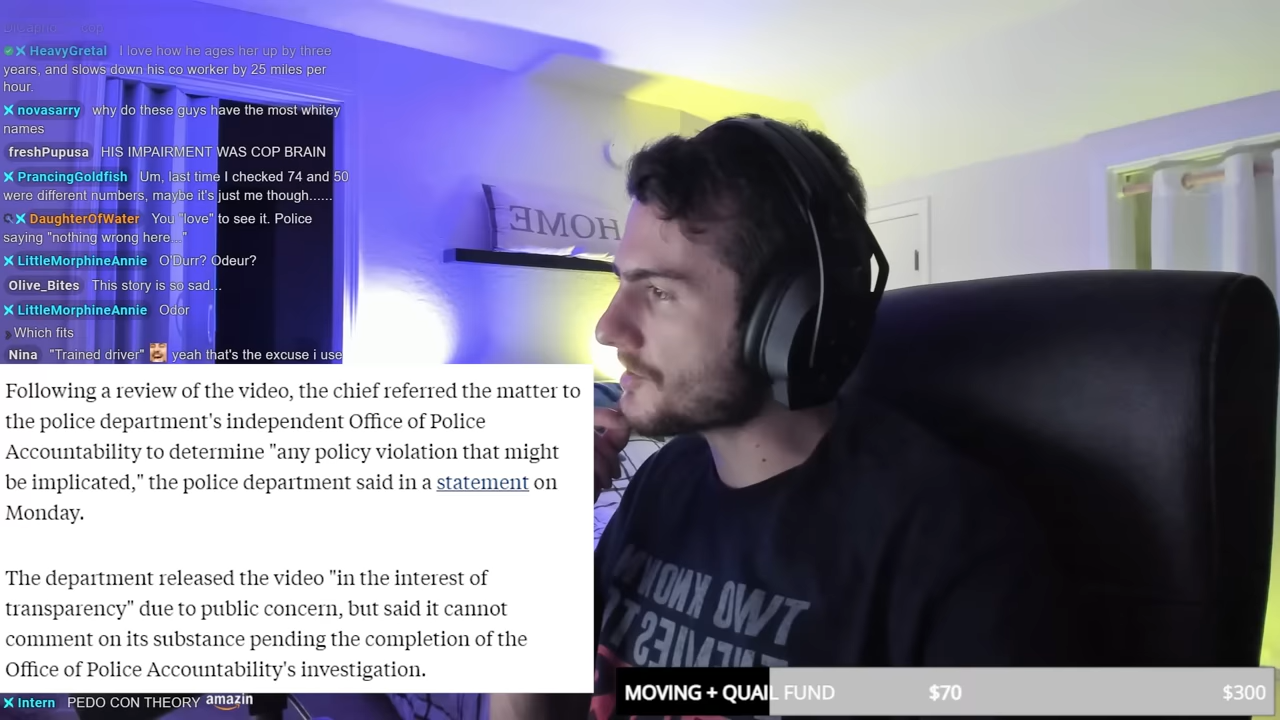 HeavyGretal I love how he ages her up by three
years, and slows down his co worker by 25 miles per
hour.
novasarry why do these guys have the most whitey
names
freshPupusa HIS IMPAIRMENT WAS COP BRAIN
PrancingGoldfish Um, last time I checked 74 and 50
were different numbers, maybe it's just me though......
DaughterOfWater You "love" to see it. Police
saying "nothing wrong here..."
LittleMorphineAnnie O'Durr? Odeur?
Olive_Bites This story is so sad...
LittleMorphineAnnie Odor
Which fits
Nina "Trained driver" yeah that's the excuse i use
Following a review of the video, the chief referred the matter to
the police department's independent Office of Police
Accountability to determine "any policy violation that might
be implicated," the police department said in a statement on
Monday.
The department released the video "in the interest of
transparency" due to public concern, but said it cannot
comment on its substance pending the completion of the
Office of Police Accountability's investigation.
Intern PEDO CON THEORY amazin
HOME
TWO KNOW
ENEMIES
MOVING + QUAIL FUND $70 $300